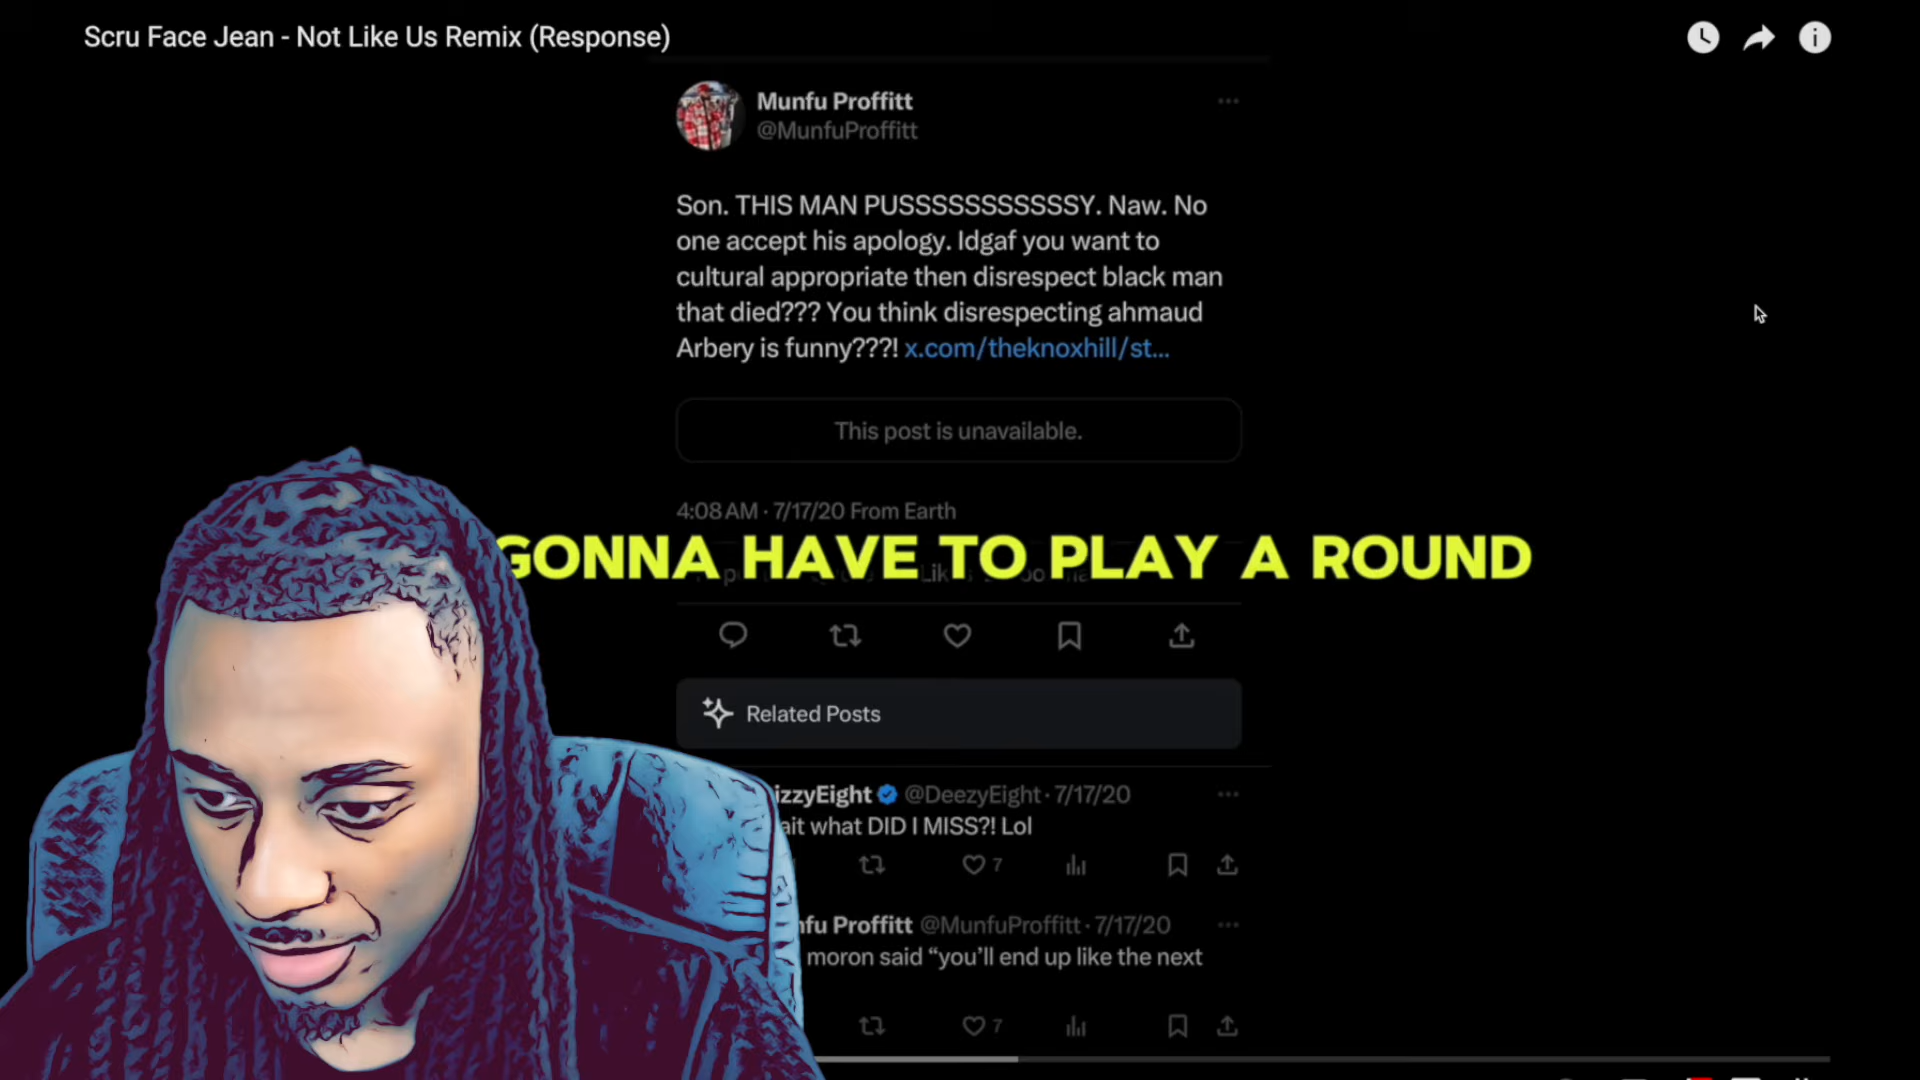 Scru Face Jean - Not Like Us Remix (Response)
Munfu Proffitt
@MunfuProffitt
Son. THIS MAN PUSSSSSSSSSSSY. Naw. No
one accept his apology. Idgaf you want to
cultural appropriate then disrespect black man
that died??? You think disrespecting ahmaud
Arbery is funny???! x.com/theknoxhill/st...
This post is unavailable.
4:08 AM · 7/17/20 From Earth
GONNA HAVE TO PLAY A ROUND
Related Posts
izzyEight @DeezyEight · 7/17/20
ait what DID I MISS?! Lol
7
nfu Proffitt @MunfuProffitt · 7/17/20
moron said “you’ll end up like the next
7